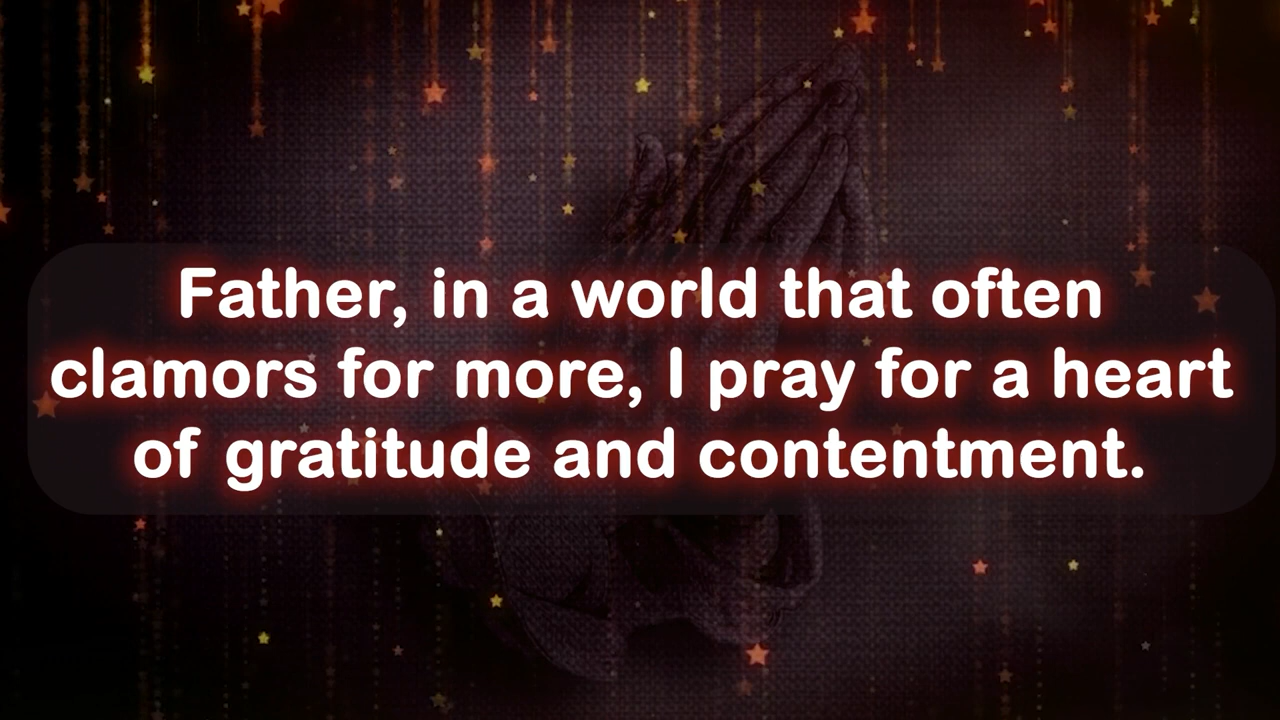 Father, in a world that often
clamors for more, I pray for a heart
of gratitude and contentment.